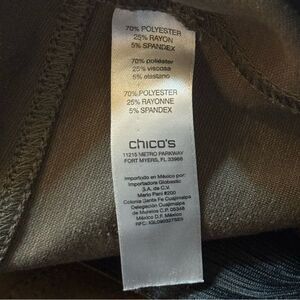 70% POLYESTER
25% RAYON
5% SPANDEX
70% poliéster
25% viscosa
5% elastano
70% POLYESTER
25% RAYONNE
5% SPANDEX
chico's
11215 METRO PARKWAY
FORT MYERS, FL 33966
Importado en México por:
Importadora Globastic
S.A. de C.V.
Mario Pani #200
Colonia Santa Fe Cuajimalpa
Delegación Cuajimalpa
de Morelos C.P. 05348
México D.F. México
RFC: